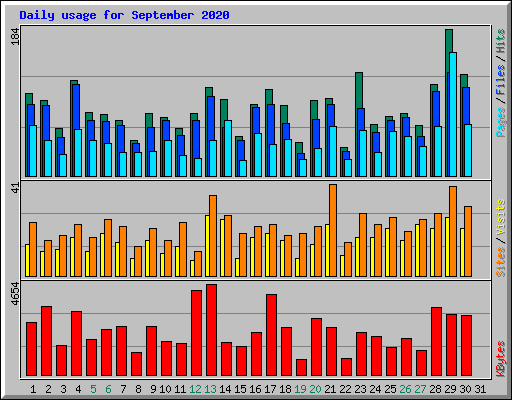 Daily usage for September 2020
184
Pages / Files / Hits
41
Sites / Visits
4654
KBytes
1 2 3 4 5 6 7 8 9 10 11 12 13 14 15 16 17 18 19 20 21 22 23 24 25 26 27 28 29 30 31